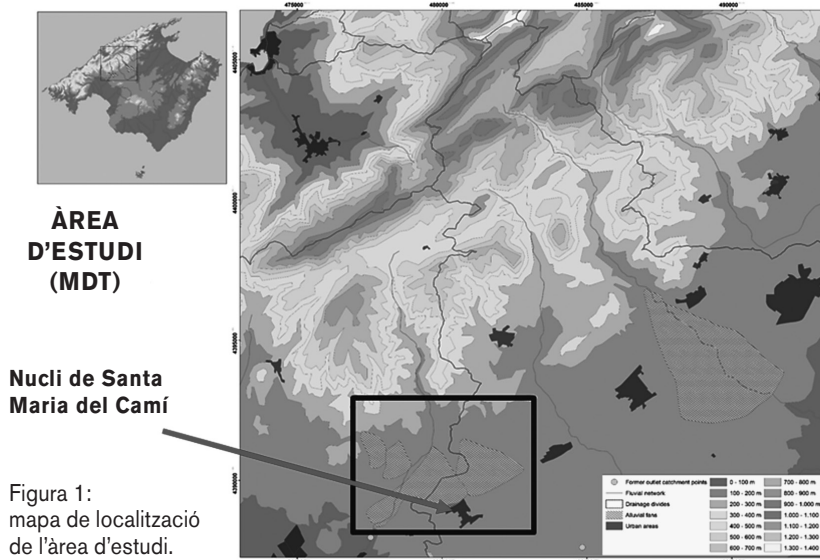 475000
480000
485000
490000
4405000
4400000
4395000
4390000
ÀREA
D'ESTUDI
(MDT)
Nucli de Santa
Maria del Camí
Figura 1:
mapa de localització
de l'àrea d'estudi.
Former outlet catchment points
Fluvial network
Drainage divides
Alluvial fans
Urban areas
0 - 100 m
100 - 200 m
200 - 300 m
300 - 400 m
400 - 500 m
500 - 600 m
600 - 700 m
700 - 800 m
800 - 900 m
900 - 1.000 m
1.000 - 1.100
1.100 - 1.200
1.200 - 1.300
1.300 - 1.400